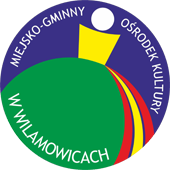 MIEJSKO-GMINNY OŚRODEK KULTURY
W WILAMOWICACH